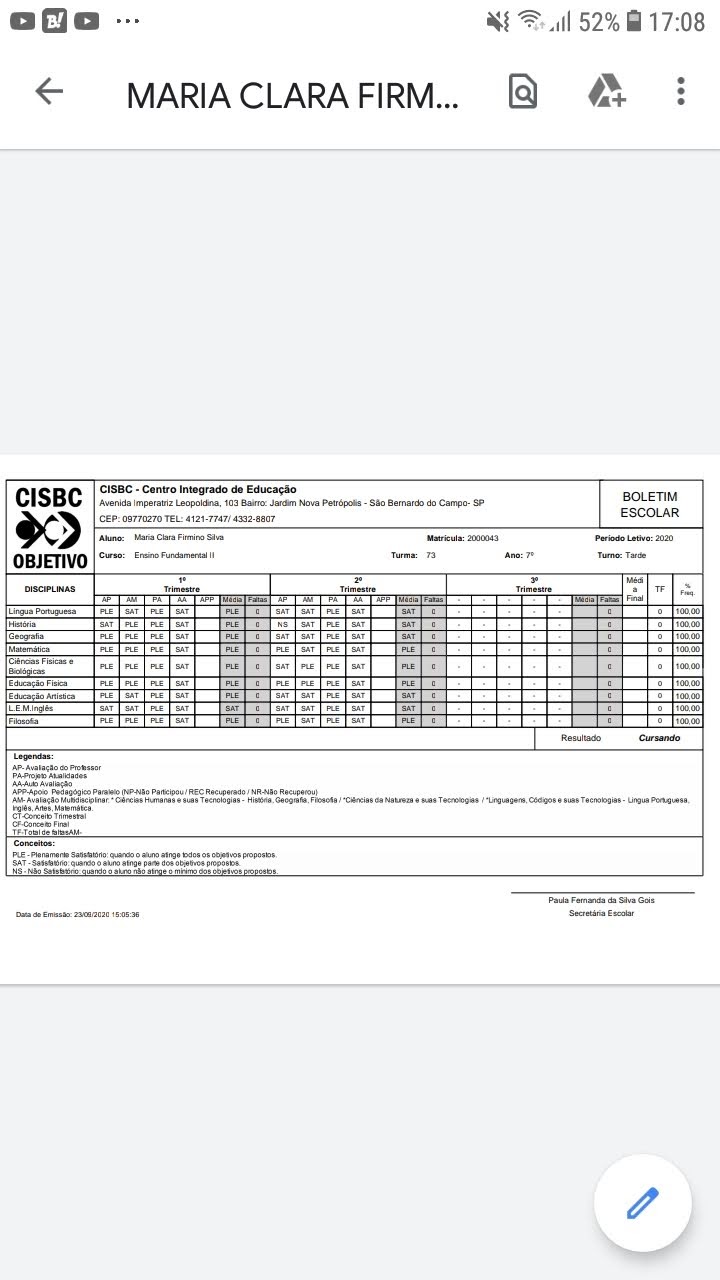 52% 17:08
MARIA CLARA FIRM...
CISBC
OBJETIVO
CISBC - Centro Integrado de Educação
Avenida Imperatriz Leopoldina, 103 Bairro: Jardim Nova Petrópolis - São Bernardo do Campo- SP
CEP: 09770270 TEL: 4121-7747/ 4332-8807
BOLETIM
ESCOLAR
Aluno: Maria Clara Firmino Silva Matrícula: 2000043 Período Letivo: 2020
Curso: Ensino Fundamental II Turma: 73 Ano: 7º Turno: Tarde
DISCIPLINAS 1º Trimestre 2º Trimestre 3º Trimestre Médi a Final TF % Freq.
AP AM PA AA APP Média Faltas AP AM PA AA APP Média Faltas - - - - - Média Faltas
Língua Portuguesa PLE SAT PLE SAT PLE 0 SAT SAT PLE SAT SAT 0 - - - - - 0 0 100,00
História SAT PLE PLE SAT PLE 0 NS SAT PLE SAT SAT 0 - - - - - 0 0 100,00
Geografia PLE PLE PLE SAT PLE 0 SAT SAT PLE SAT SAT 0 - - - - - 0 0 100,00
Matemática PLE PLE PLE SAT PLE 0 PLE SAT PLE SAT PLE 0 - - - - - 0 0 100,00
Ciências Físicas e
Biológicas PLE PLE PLE SAT PLE 0 SAT PLE PLE SAT PLE 0 - - - - - 0 0 100,00
Educação Física PLE PLE PLE SAT PLE 0 PLE PLE PLE SAT PLE 0 - - - - - 0 0 100,00
Educação Artística PLE SAT PLE SAT PLE 0 SAT SAT PLE SAT SAT 0 - - - - - 0 0 100,00
L.E.M.Inglês SAT SAT PLE SAT SAT 0 SAT SAT PLE SAT SAT 0 - - - - - 0 0 100,00
Filosofia PLE PLE PLE SAT PLE 0 PLE SAT PLE SAT PLE 0 - - - - - 0 0 100,00
Resultado Cursando
Legendas:
AP- Avaliação do Professor
PA-Projeto Atualidades
AA-Auto Avaliação
APP-Apoio Pedagógico Paralelo (NP-Não Participou / REC Recuperado / NR-Não Recuperou)
AM- Avaliação Multidisciplinar: * Ciências Humanas e suas Tecnologias - História, Geografia, Filosofia / *Ciências da Natureza e suas Tecnologias / *Linguagens, Códigos e suas Tecnologias - Língua Portuguesa,
Inglês, Artes, Matemática.
CT-Conceito Trimestral
CF-Conceito Final
TF-Total de faltasAM-
Conceitos:
PLE - Plenamente Satisfatório: quando o aluno atinge todos os objetivos propostos.
SAT - Satisfatório: quando o aluno atinge parte dos objetivos propostos.
NS - Não Satisfatório: quando o aluno não atinge o mínimo dos objetivos propostos.
Paula Fernanda da Silva Gois
Secretária Escolar
Data de Emissão: 23/09/2020 15:05:36